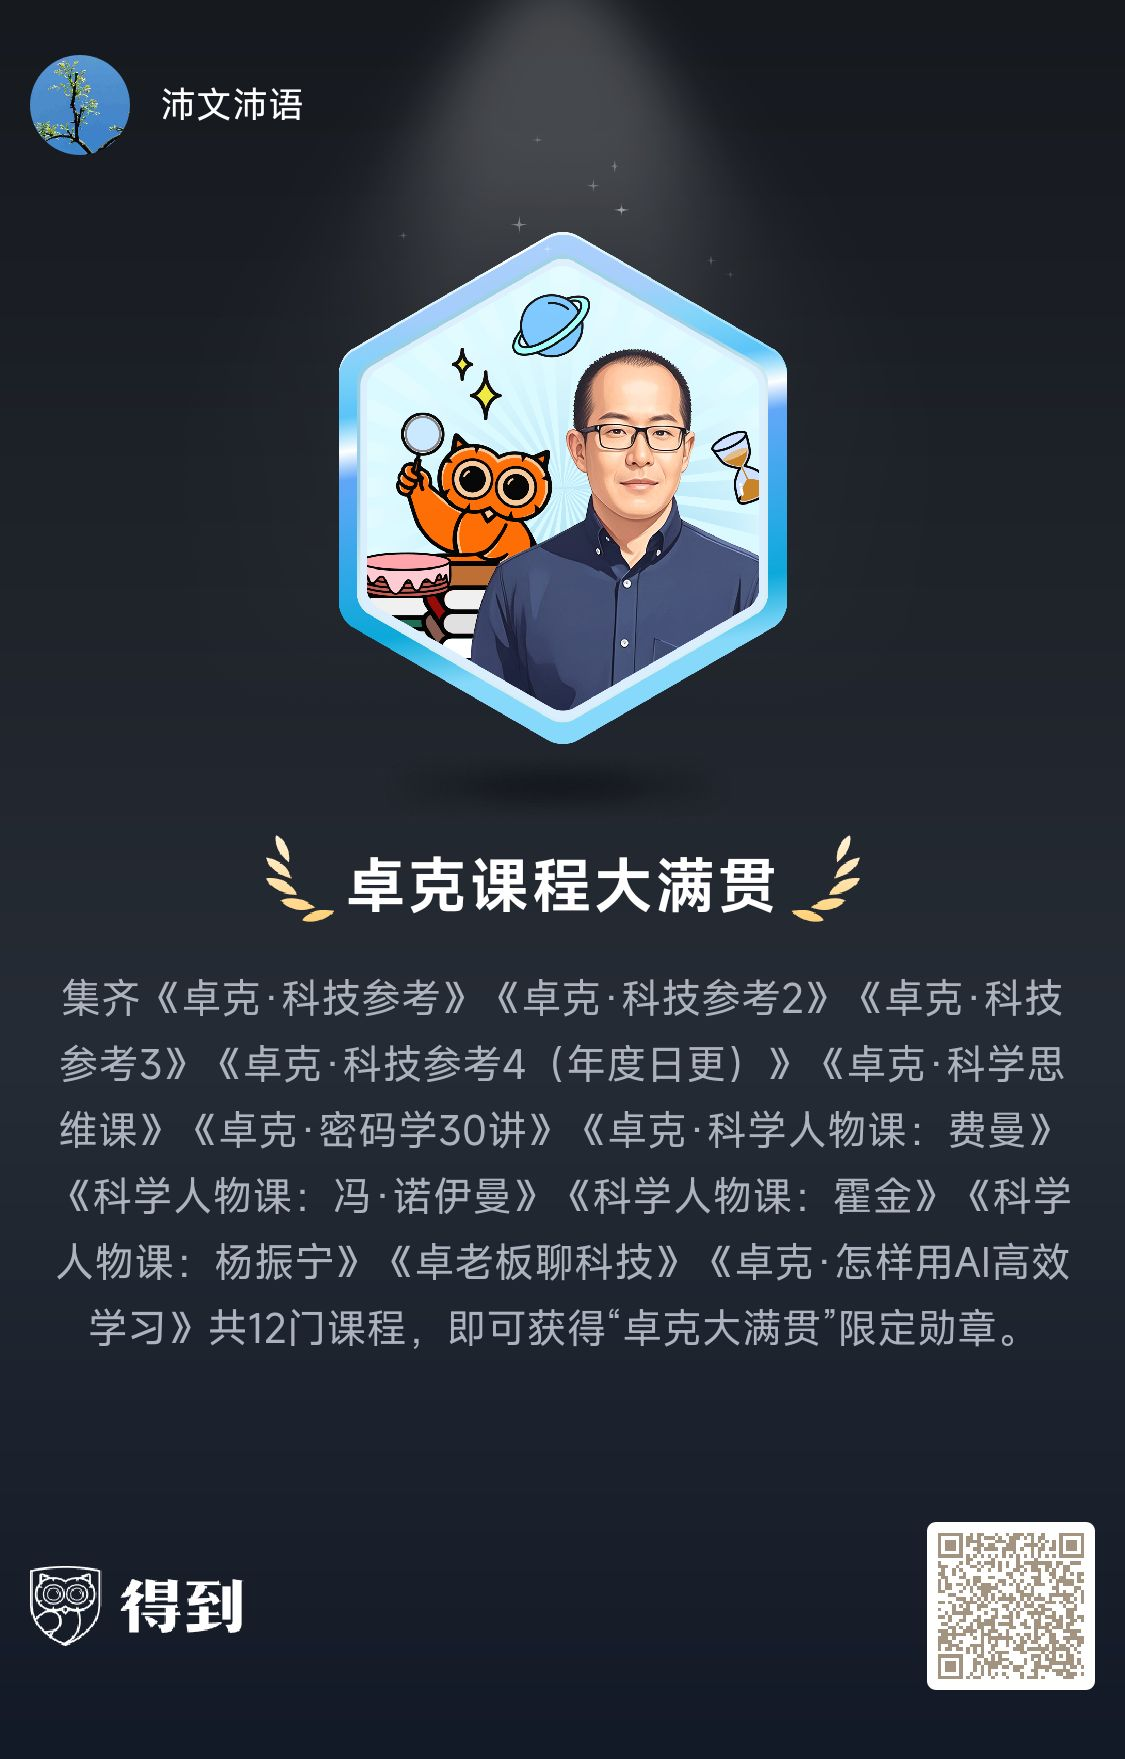 沛文沛语
卓克课程大满贯
集齐《卓克·科技参考》《卓克·科技参考2》《卓克·科技
参考3》《卓克·科技参考4（年度日更）》《卓克·科学思
维课》《卓克·密码学30讲》《卓克·科学人物课：费曼》
《科学人物课：冯·诺伊曼》《科学人物课：霍金》《科学
人物课：杨振宁》《卓老板聊科技》《卓克·怎样用AI高效
学习》共12门课程，即可获得“卓克大满贯”限定勋章。
得到